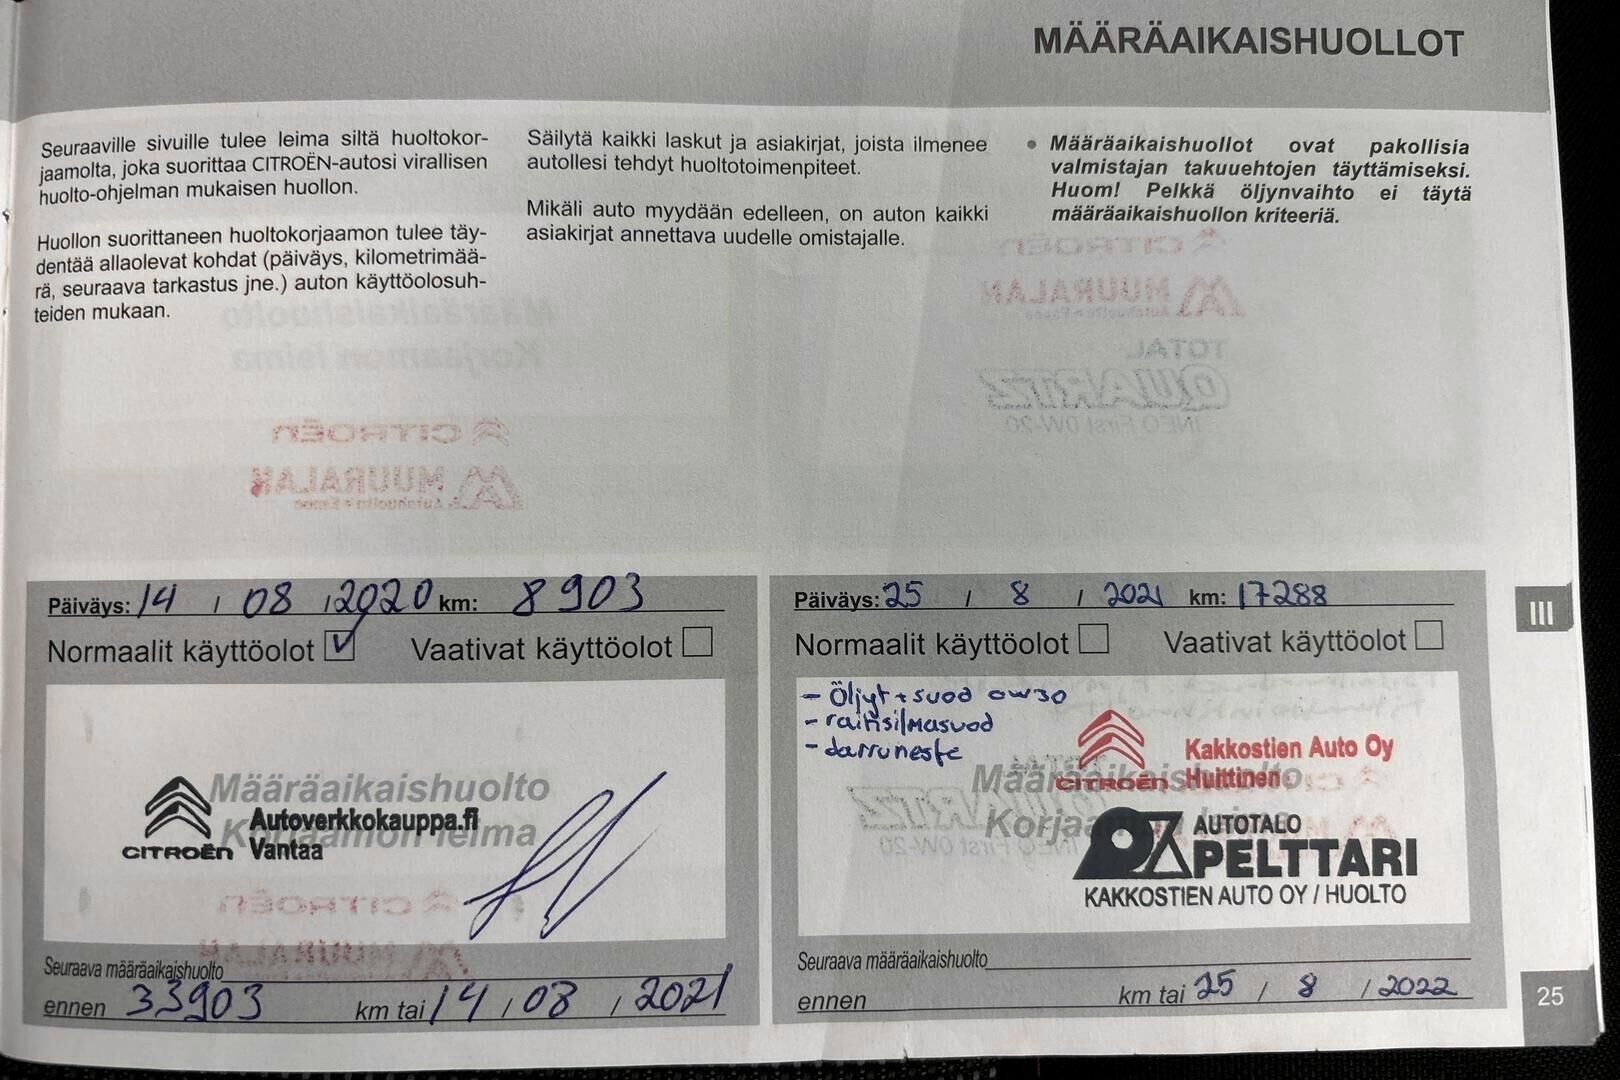 MÄÄRÄAIKAISHUOLLOT
Seuraaville sivuille tulee leima siltä huoltokor-
jaamolta, joka suorittaa CITROËN-autosi virallisen
huolto-ohjelman mukaisen huollon.
Huollon suorittaneen huoltokorjaamon tulee täy-
dentää allaolevat kohdat (päiväys, kilometrimää-
rä, seuraava tarkastus jne.) auton käyttöolosuh-
teiden mukaan.
Säilytä kaikki laskut ja asiakirjat, joista ilmenee
autollesi tehdyt huoltotoimenpiteet.
Mikäli auto myydään edelleen, on auton kaikki
asiakirjat annettava uudelle omistajalle.
• Määräaikaishuollot ovat pakollisia
valmistajan takuuehtojen täyttämiseksi.
Huom! Pelkkä öljynvaihto ei täytä
määräaikaishuollon kriteeriä.
Päiväys: 14 / 08 / 2020 km: 8903
Normaalit käyttöolot Vaativat käyttöolot
Määräaikaishuolto
Korjaamon leima
CITROËN
Autoverkkokauppa.fi
Vantaa
Seuraava määräaikaishuolto
ennen 33903 km tai 14 / 08 / 2021
Päiväys: 25 / 8 / 2021 km: 17288
Normaalit käyttöolot Vaativat käyttöolot
- Öljyt + suod 0w30
- raitisilmasuod
- Jarruneste
Määräaikaishuolto
CITROËN
Kakkostien Auto Oy
Huittinen
AUTOTALO
PELTTARI
KAKKOSTIEN AUTO OY / HUOLTO
Seuraava määräaikaishuolto
ennen km tai 25 / 8 / 2022
III
25